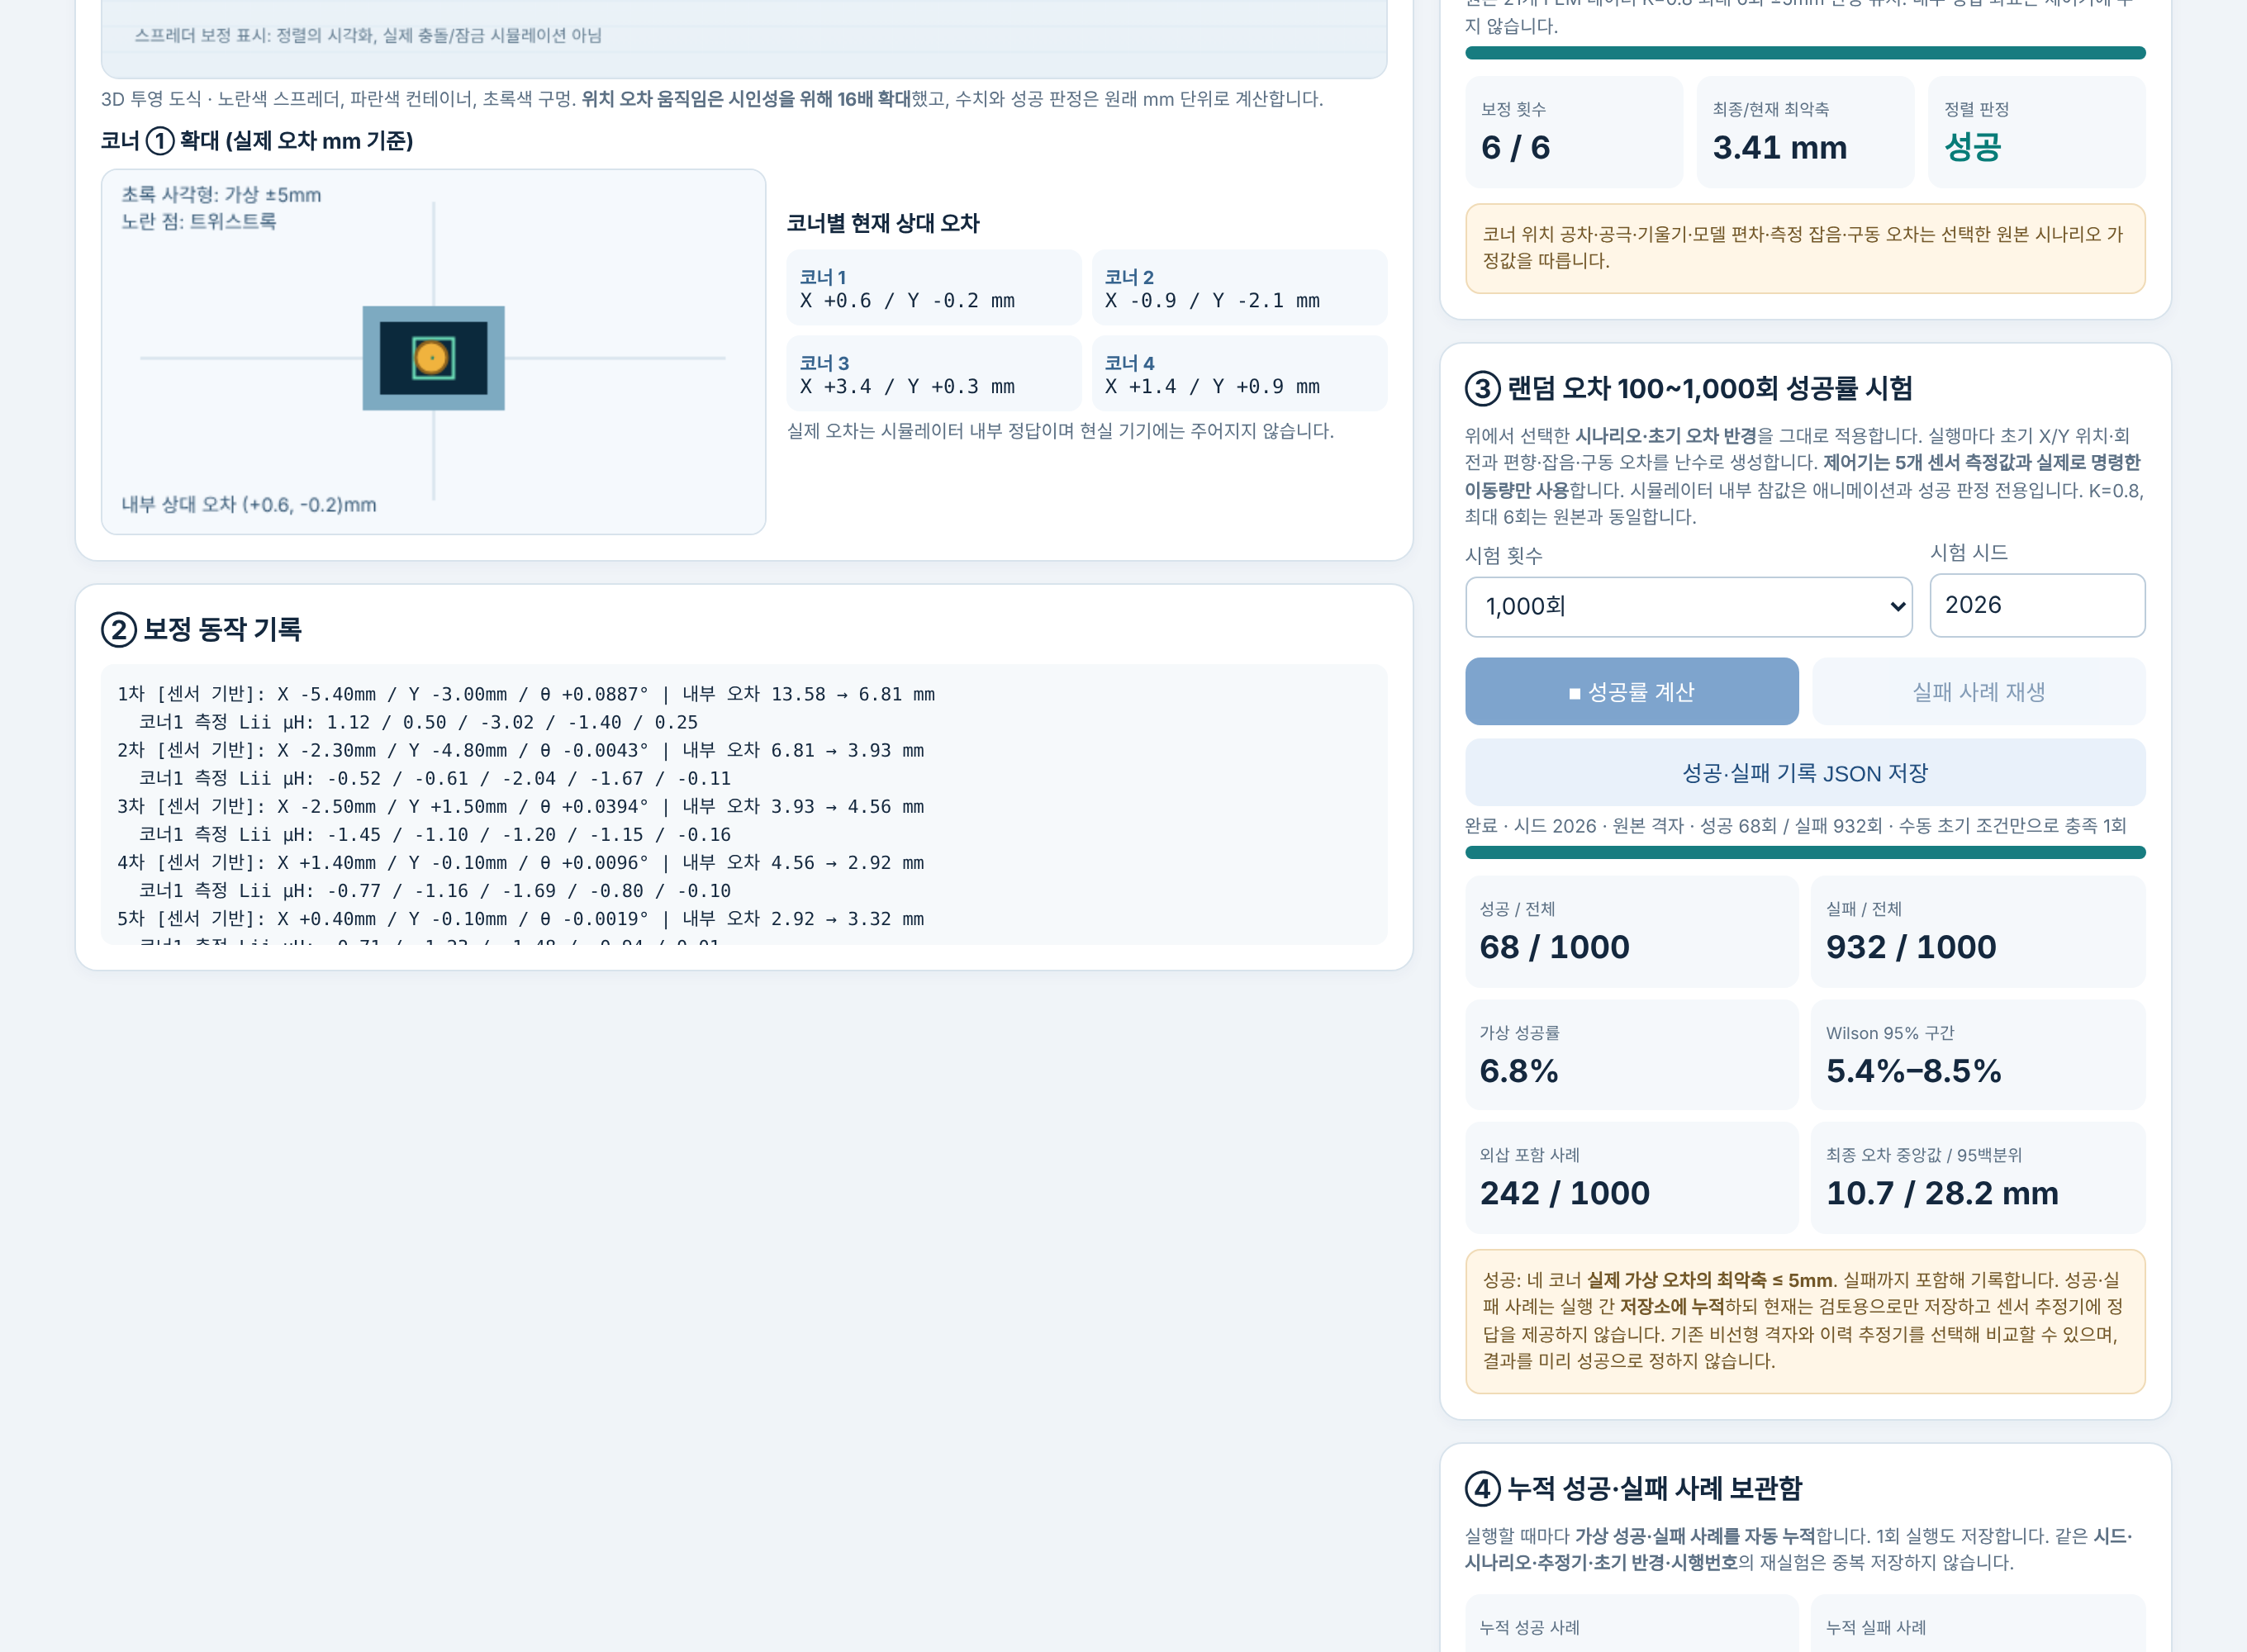 스프레더 보정 표시: 정렬의 시각화, 실제 충돌/잠금 시뮬레이션 아님
3D 투영 도식 · 노란색 스프레더, 파란색 컨테이너, 초록색 구멍. 위치 오차 움직임은 시인성을 위해 16배 확대했고, 수치와 성공 판정은 원래 mm 단위로 계산합니다.
코너 ① 확대 (실제 오차 mm 기준)
초록 사각형: 가상 ±5mm
노란 점: 트위스트록
내부 상대 오차 (+0.6, -0.2)mm
코너별 현재 상대 오차
코너 1
X +0.6 / Y -0.2 mm
코너 2
X -0.9 / Y -2.1 mm
코너 3
X +3.4 / Y +0.3 mm
코너 4
X +1.4 / Y +0.9 mm
실제 오차는 시뮬레이터 내부 정답이며 현실 기기에는 주어지지 않습니다.
② 보정 동작 기록
1차 [센서 기반]: X -5.40mm / Y -3.00mm / θ +0.0887° | 내부 오차 13.58 → 6.81 mm
코너1 측정 Lii μH: 1.12 / 0.50 / -3.02 / -1.40 / 0.25
2차 [센서 기반]: X -2.30mm / Y -4.80mm / θ -0.0043° | 내부 오차 6.81 → 3.93 mm
코너1 측정 Lii μH: -0.52 / -0.61 / -2.04 / -1.67 / -0.11
3차 [센서 기반]: X -2.50mm / Y +1.50mm / θ +0.0394° | 내부 오차 3.93 → 4.56 mm
코너1 측정 Lii μH: -1.45 / -1.10 / -1.20 / -1.15 / -0.16
4차 [센서 기반]: X +1.40mm / Y -0.10mm / θ +0.0096° | 내부 오차 4.56 → 2.92 mm
코너1 측정 Lii μH: -0.77 / -1.16 / -1.69 / -0.80 / -0.10
5차 [센서 기반]: X +0.40mm / Y -0.10mm / θ -0.0019° | 내부 오차 2.92 → 3.32 mm
지 않습니다.
보정 횟수
6 / 6
최종/현재 최악축
3.41 mm
정렬 판정
성공
코너 위치 공차·공극·기울기·모델 편차·측정 잡음·구동 오차는 선택한 원본 시나리오 가
정값을 따릅니다.
③ 랜덤 오차 100~1,000회 성공률 시험
위에서 선택한 시나리오·초기 오차 반경을 그대로 적용합니다. 실행마다 초기 X/Y 위치·회
전과 편향·잡음·구동 오차를 난수로 생성합니다. 제어기는 5개 센서 측정값과 실제로 명령한
이동량만 사용합니다. 시뮬레이터 내부 참값은 애니메이션과 성공 판정 전용입니다. K=0.8,
최대 6회는 원본과 동일합니다.
시험 횟수
시험 시드
1,000회
2026
■ 성공률 계산
실패 사례 재생
성공·실패 기록 JSON 저장
완료 · 시드 2026 · 원본 격자 · 성공 68회 / 실패 932회 · 수동 초기 조건만으로 충족 1회
성공 / 전체
68 / 1000
실패 / 전체
932 / 1000
가상 성공률
6.8%
Wilson 95% 구간
5.4%–8.5%
외삽 포함 사례
242 / 1000
최종 오차 중앙값 / 95백분위
10.7 / 28.2 mm
성공: 네 코너 실제 가상 오차의 최악축 ≤ 5mm. 실패까지 포함해 기록합니다. 성공·실
패 사례는 실행 간 저장소에 누적하되 현재는 검토용으로만 저장하고 센서 추정기에 정
답을 제공하지 않습니다. 기존 비선형 격자와 이력 추정기를 선택해 비교할 수 있으며,
결과를 미리 성공으로 정하지 않습니다.
④ 누적 성공·실패 사례 보관함
실행할 때마다 가상 성공·실패 사례를 자동 누적합니다. 1회 실행도 저장합니다. 같은 시드·
시나리오·추정기·초기 반경·시행번호의 재실험은 중복 저장하지 않습니다.
누적 성공 사례
누적 실패 사례